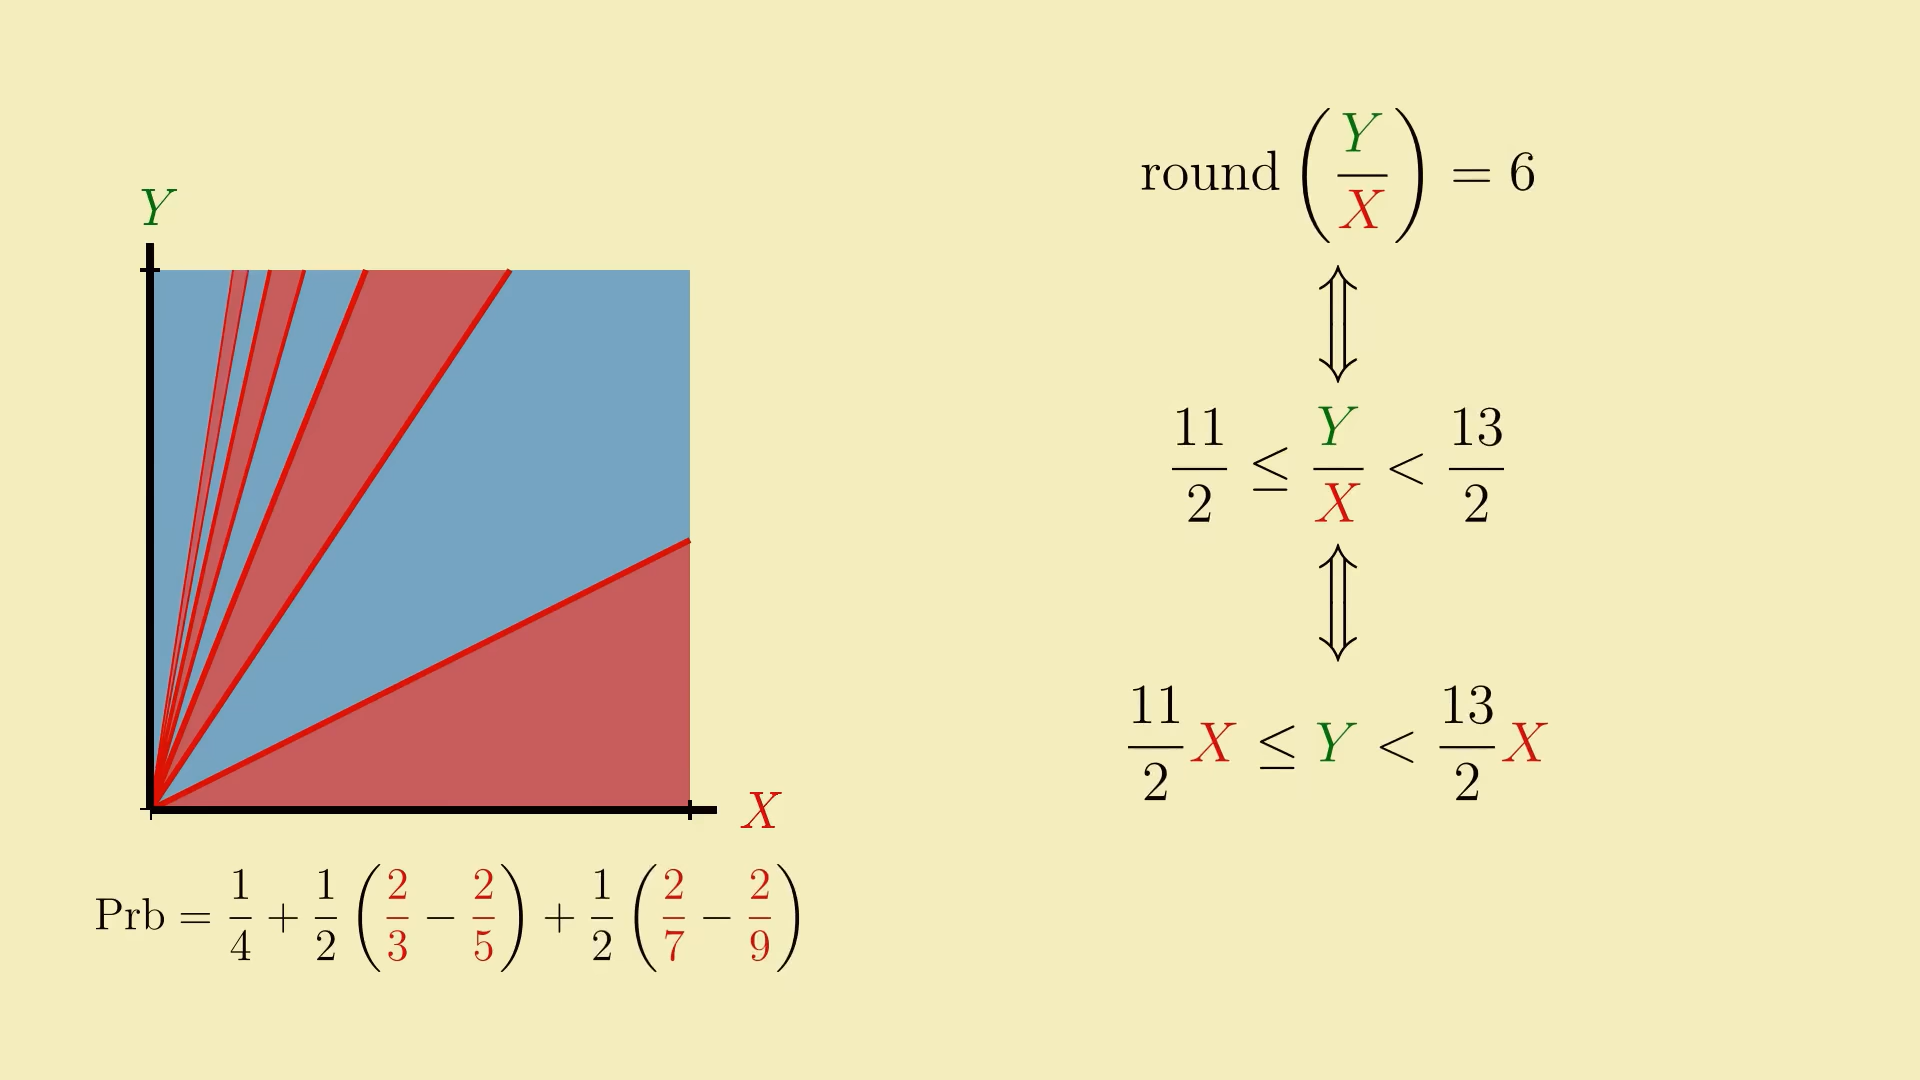 Y
X
Prb = 1/4 + 1/2 (2/3 − 2/5) + 1/2 (2/7 − 2/9)
round (Y/X) = 6
⇕
11/2 ≤ Y/X < 13/2
⇕
11/2 X ≤ Y < 13/2 X